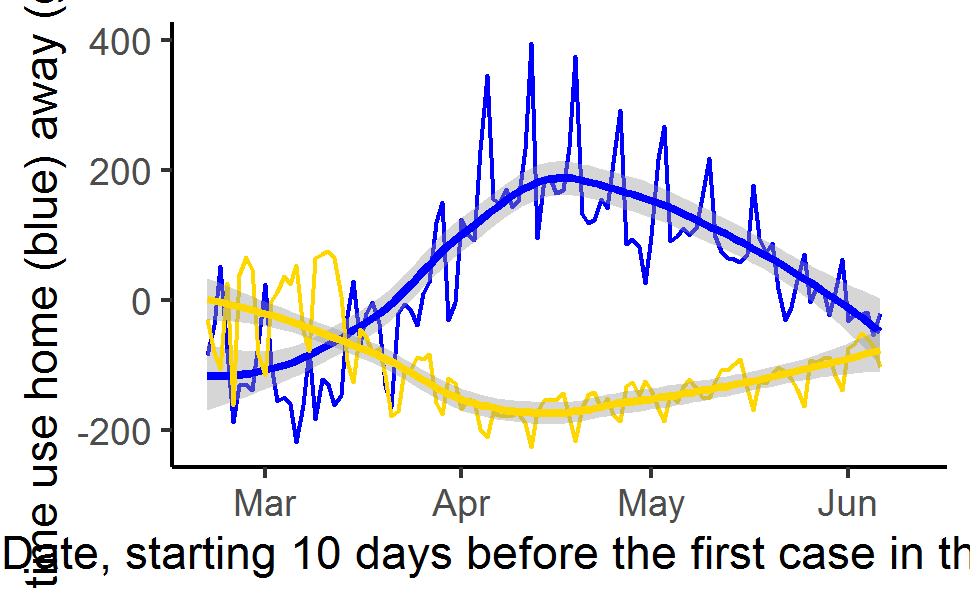 time use home (blue) away (
400
200
0
-200
Mar Apr May Jun
Date, starting 10 days before the first case in th